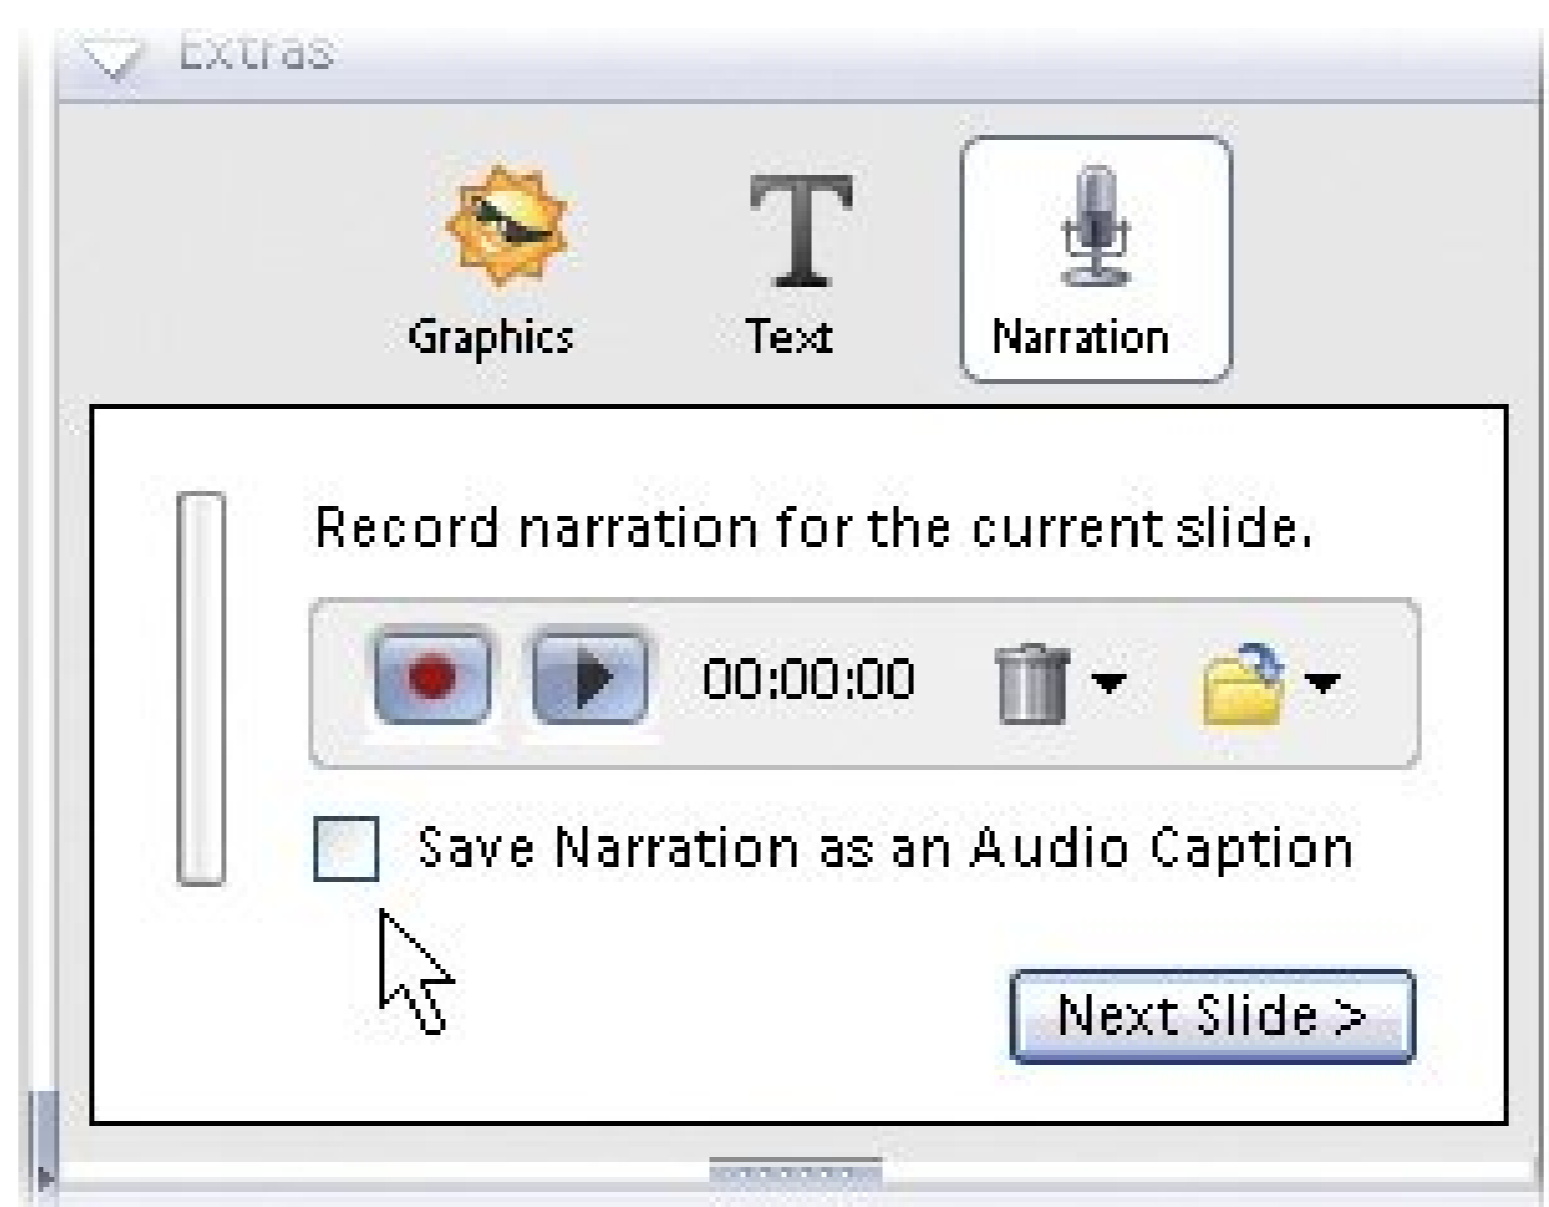 Extras
Graphics Text Narration
Record narration for the current slide.
00:00:00
Save Narration as an Audio Caption
Next Slide >